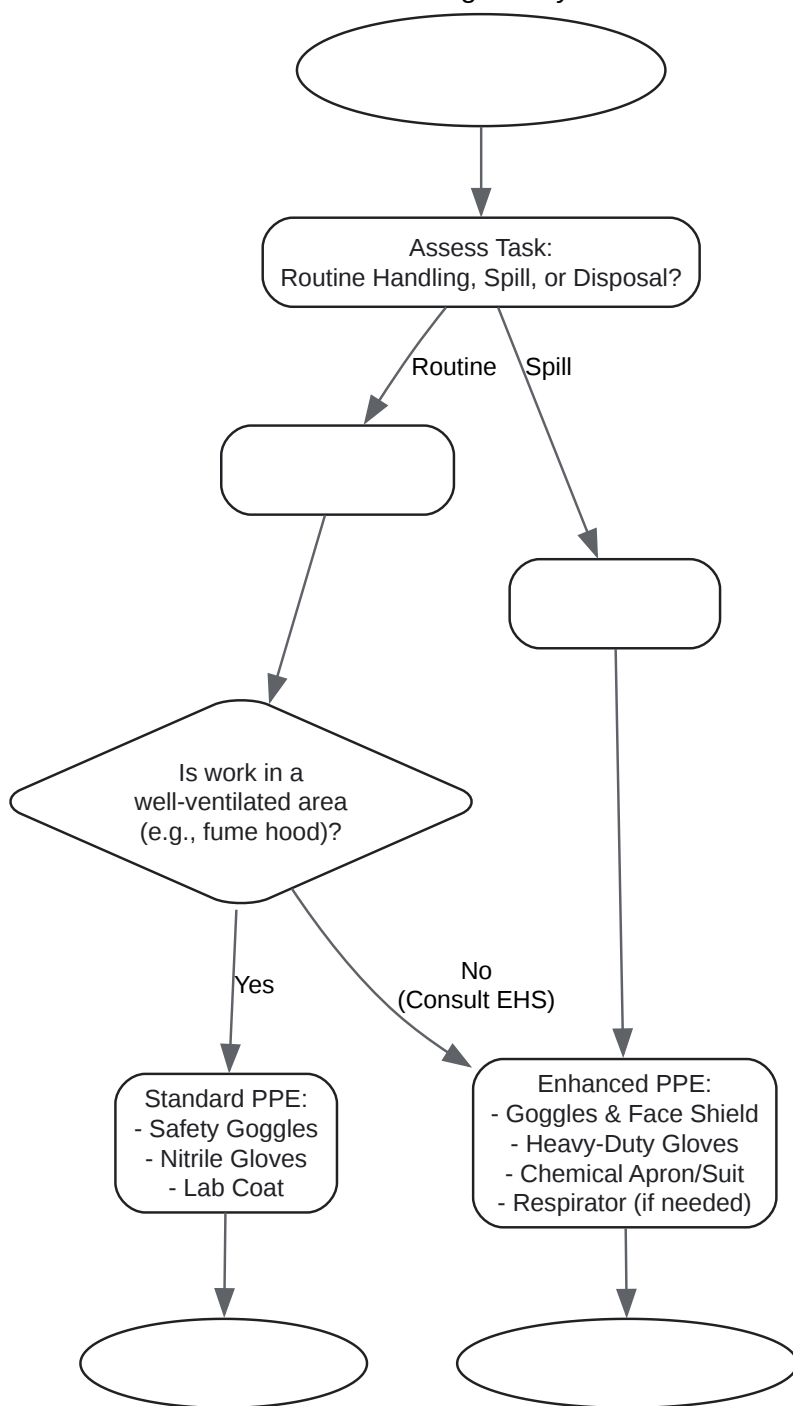 Assess Task:
Routine Handling, Spill, or Disposal?
Routine
Spill
Is work in a
well-ventilated area
(e.g., fume hood)?
Yes
No
(Consult EHS)
Standard PPE:
- Safety Goggles
- Nitrile Gloves
- Lab Coat
Enhanced PPE:
- Goggles & Face Shield
- Heavy-Duty Gloves
- Chemical Apron/Suit
- Respirator (if needed)